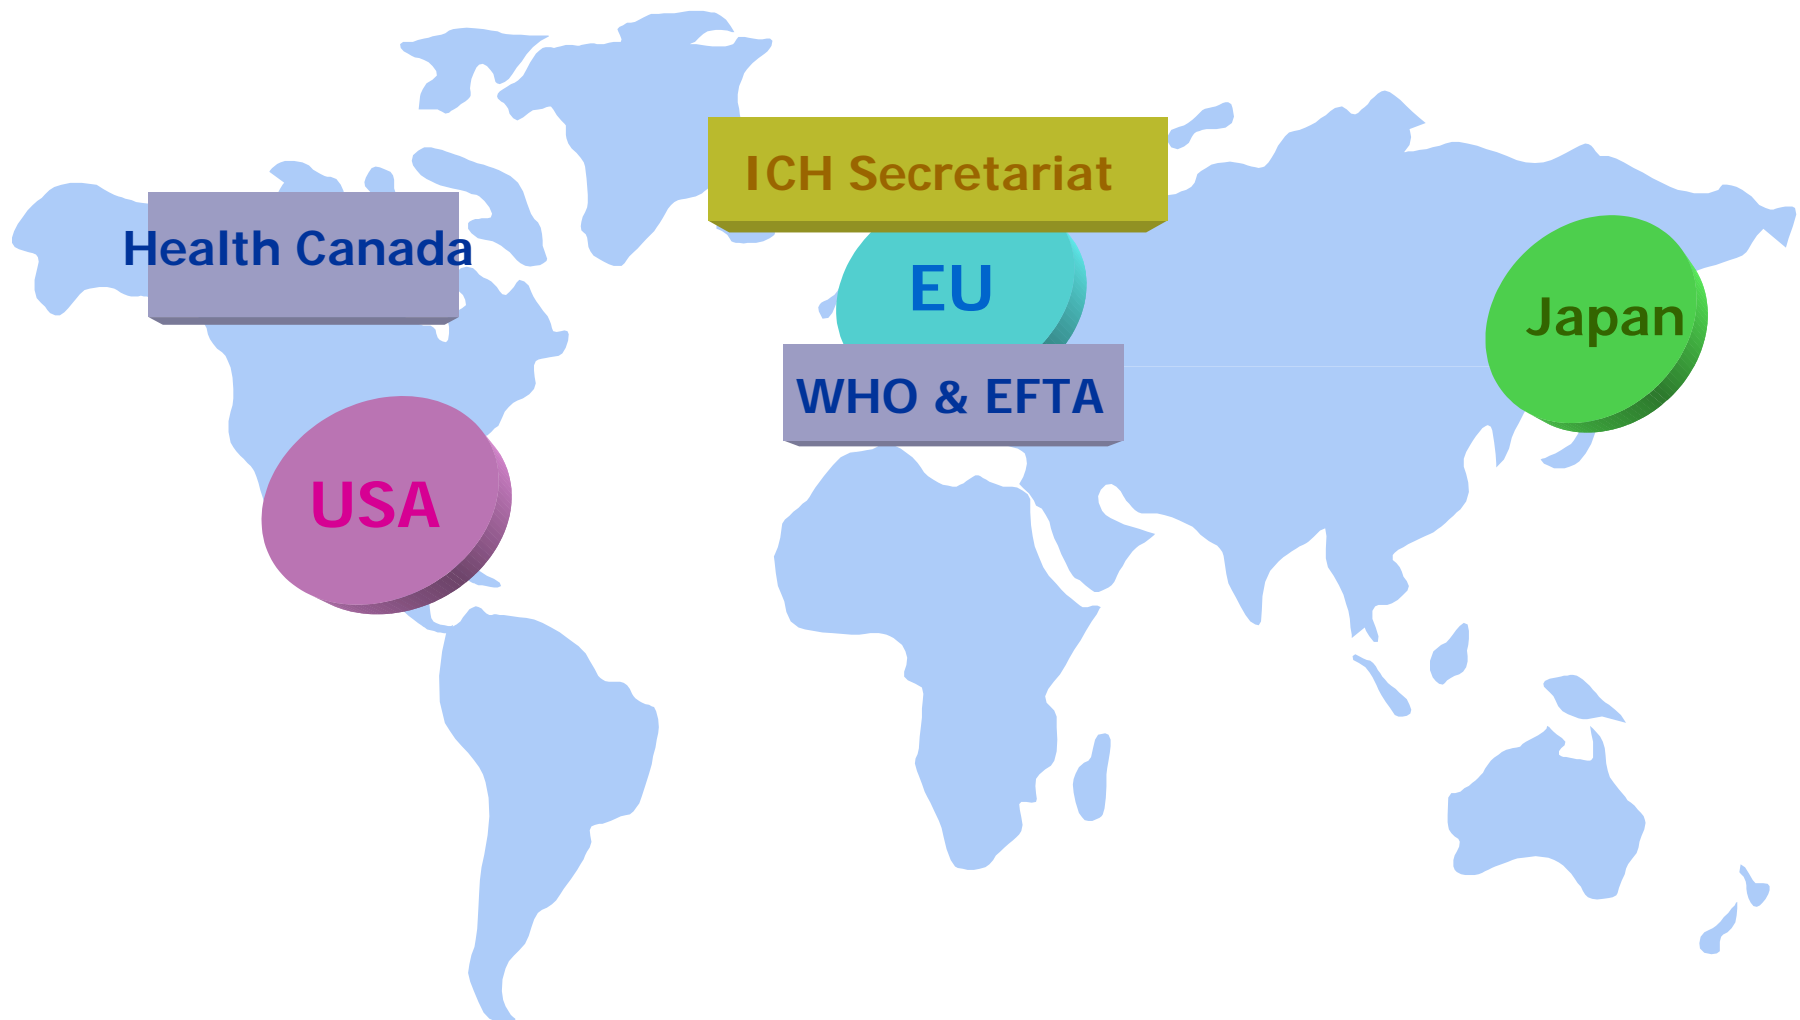 ICH Secretariat
Health Canada
EU
Japan
WHO & EFTA
USA